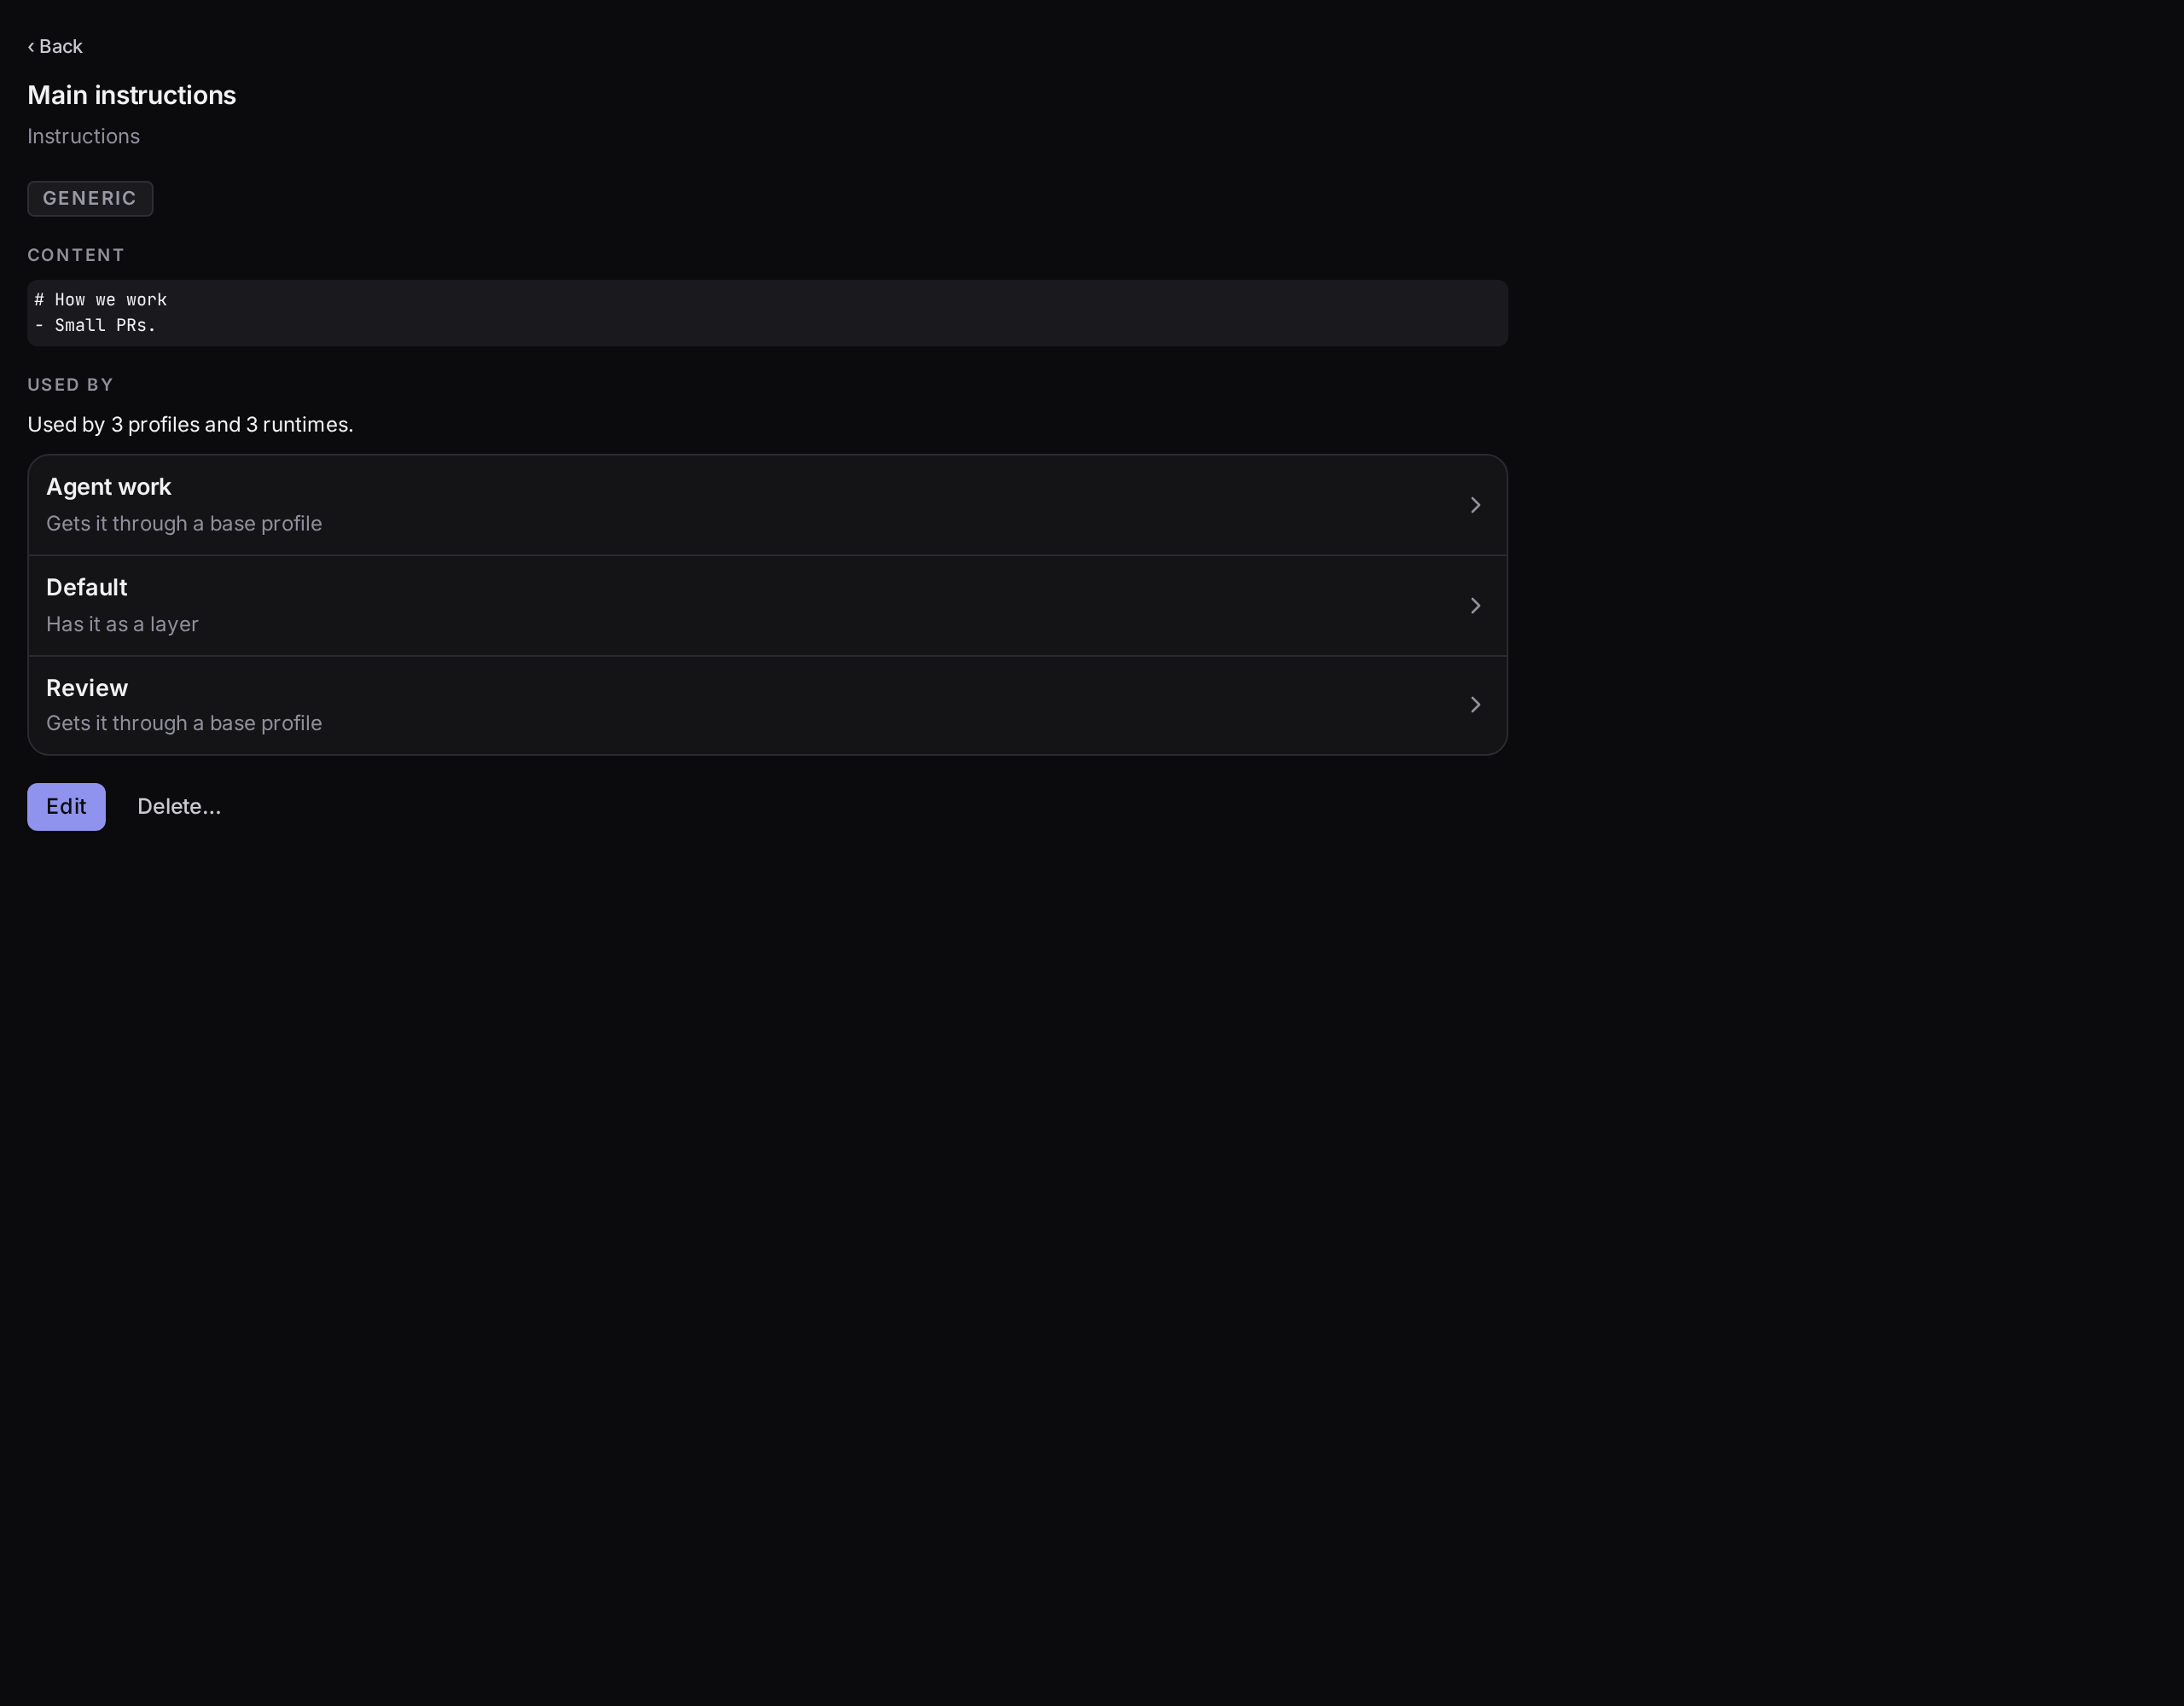 ‹ Back
Main instructions
Instructions
GENERIC
CONTENT
# How we work
- Small PRs.
USED BY
Used by 3 profiles and 3 runtimes.
Agent work
Gets it through a base profile
Default
Has it as a layer
Review
Gets it through a base profile
Edit
Delete...